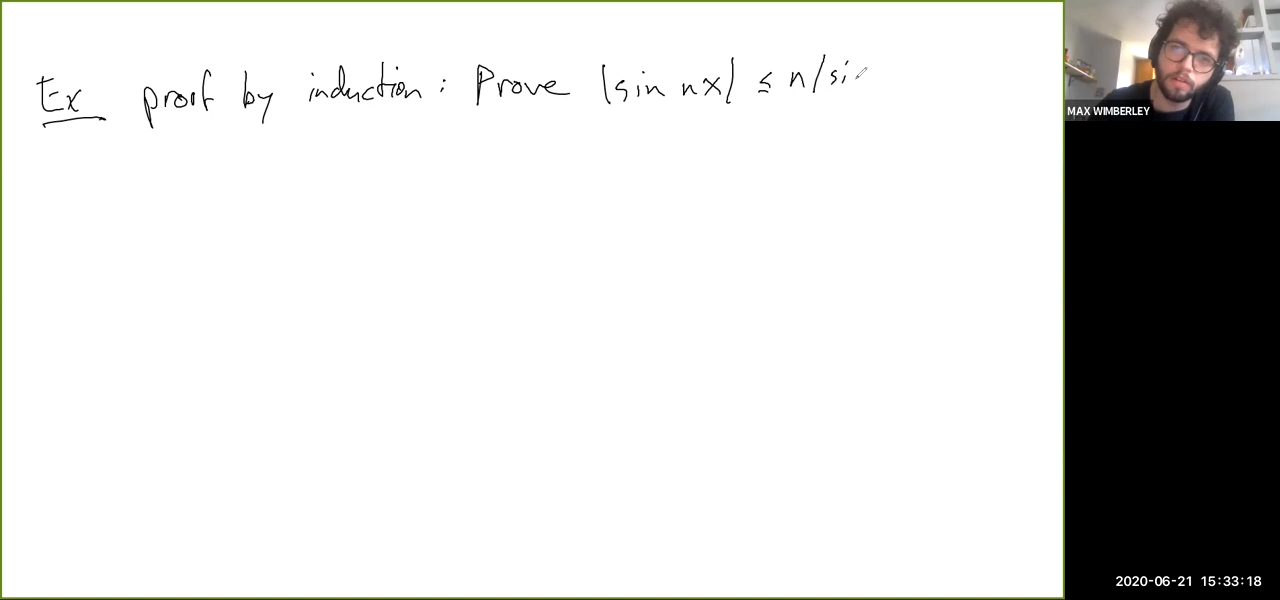 Ex proof by induction : Prove |sin nx| ≤ n|si
MAX WIMBERLEY
2020-06-21 15:33:18